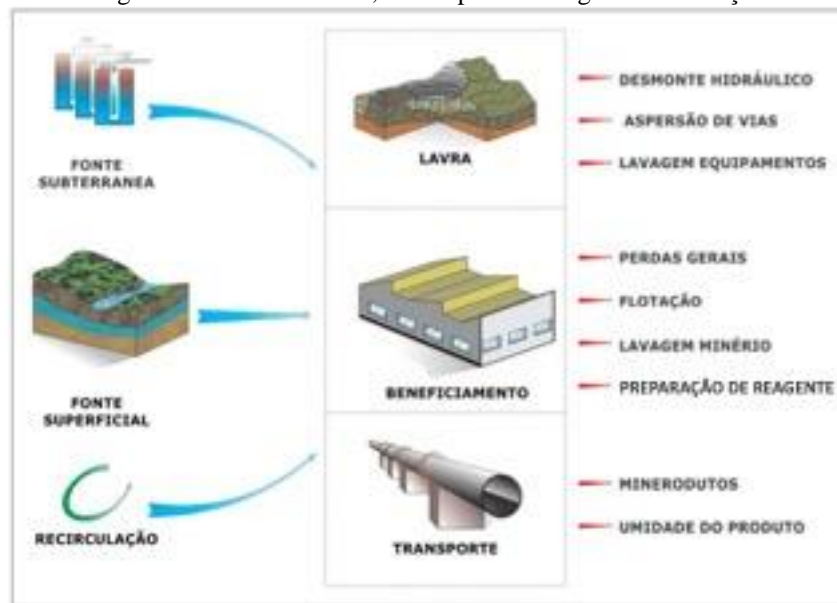 FONTE
SUBTERRANEA
FONTE
SUPERFICIAL
RECIRCULAÇÃO
LAVRA
BENEFICIAMENTO
TRANSPORTE
DESMONTE HIDRÁULICO
ASPERSÃO DE VIAS
LAVAGEM EQUIPAMENTOS
PERDAS GERAIS
FLOTAÇÃO
LAVAGEM MINÉRIO
PREPARAÇÃO DE REAGENTE
MINERODUTOS
UMIDADE DO PRODUTO